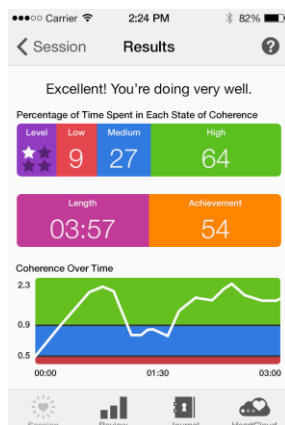 Carrier 2:24 PM 82%
Session Results ?
Excellent! You're doing very well.
Percentage of Time Spent in Each State of Coherence
Level Low Medium High
9 27 64
Length Achievement
03:57 54
Coherence Over Time
2.3
0.9
0.5
00:00 01:30 03:00
Session Review Journal HeartCloud